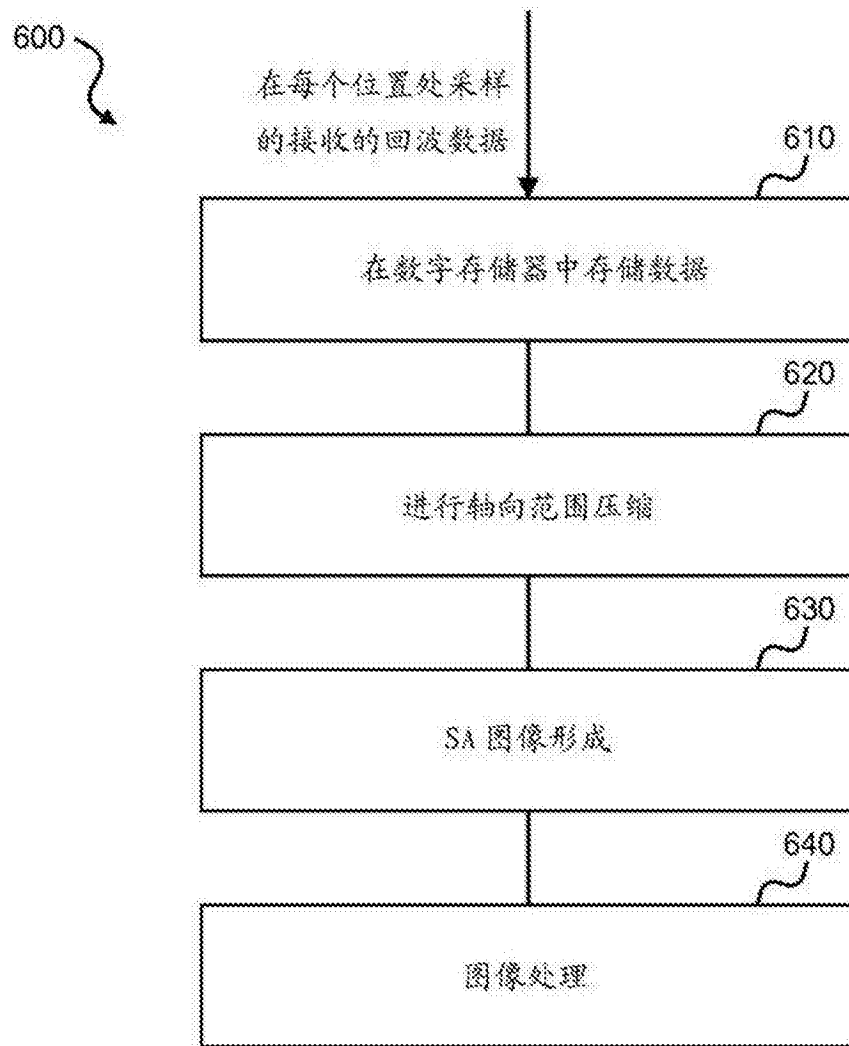 600
在每个位置处采样
的接收的回波数据
610
在数字存储器中存储数据
620
进行轴向范围压缩
630
SA 图像形成
640
图像处理